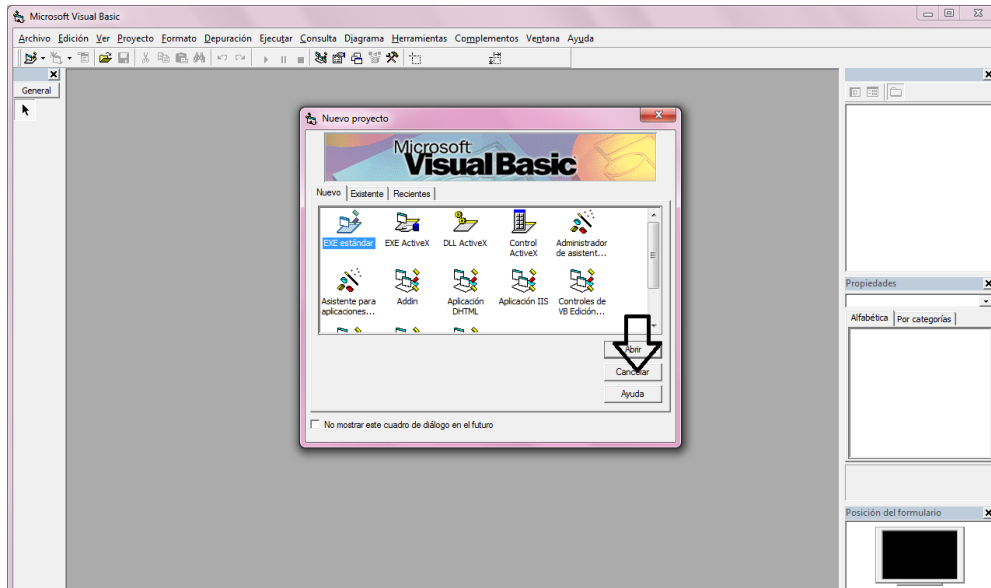 Microsoft Visual Basic
Archivo Edición Ver Proyecto Formato Depuración Ejecutar Consulta Diagrama Herramientas Complementos Ventana Ayuda
General
Nuevo proyecto
Microsoft
Visual Basic
Nuevo Existente Recientes
EXE estándar EXE ActiveX DLL ActiveX Control ActiveX Administrador de asistent...
Asistente para aplicaciones... Addin Aplicación DHTML Aplicación IIS Controles de VB Edición...
Abrir
Cancelar
Ayuda
No mostrar este cuadro de diálogo en el futuro
Propiedades
Alfabética Por categorías
Posición del formulario